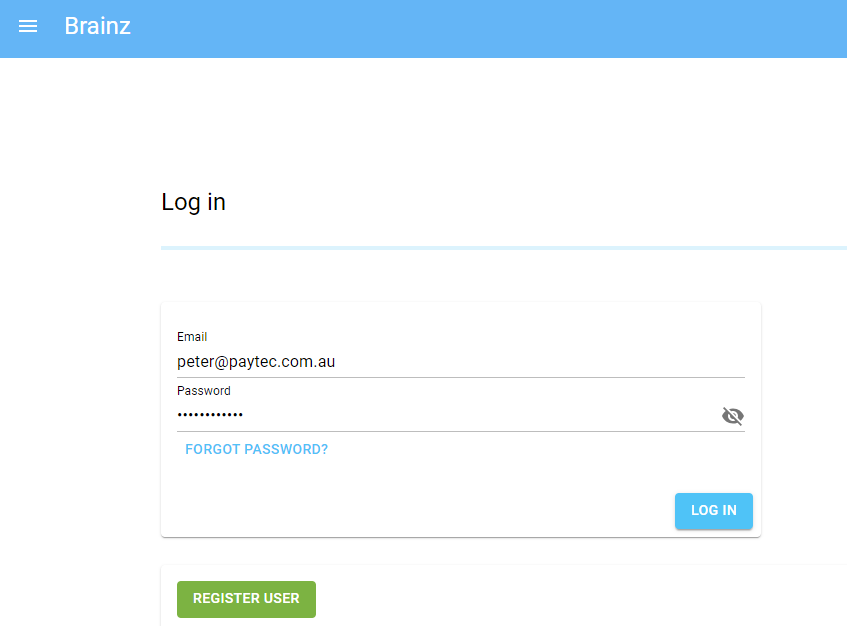 Brainz
Log in
Email
peter@paytec.com.au
Password
••••••••••••
FORGOT PASSWORD?
LOG IN
REGISTER USER